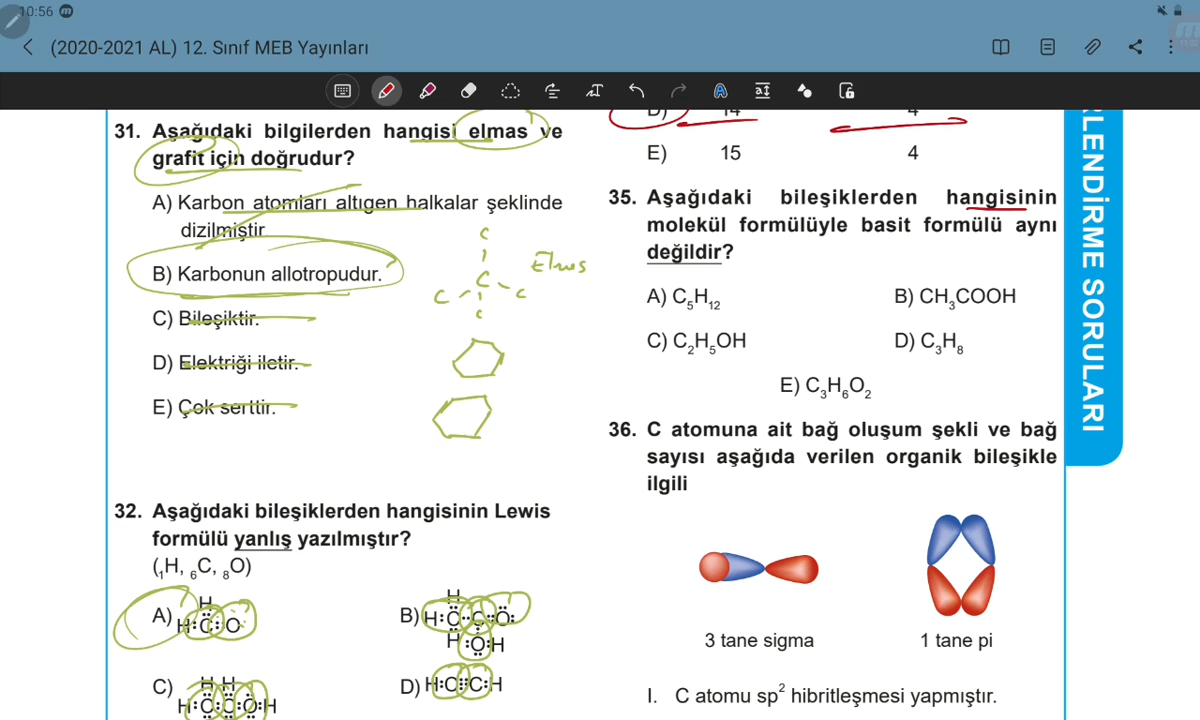 10:56
(2020-2021 AL) 12. Sınıf MEB Yayınları
31. Aşağıdaki bilgilerden hangisi elmas ve
grafit için doğrudur?
A) Karbon atomları altıgen halkalar şeklinde
dizilmiştir.
B) Karbonun allotropudur.
C) Bileşiktir.
D) Elektriği iletir.
E) Çok serttir.
C
C
C
C
C
Elmas
32. Aşağıdaki bileşiklerden hangisinin Lewis
formülü yanlış yazılmıştır?
(₁H, ₆C, ₈O)
A)
H
H:C::O
B)
H
H:C:C::O:
H:O:H
C)
H H
H:C:C:O:H
D) H:C:::C:H
D) 14 4
E) 15 4
35. Aşağıdaki bileşiklerden hangisinin
molekül formülüyle basit formülü aynı
değildir?
A) C₅H₁₂
B) CH₃COOH
C) C₂H₅OH
D) C₃H₈
E) C₃H₆O₂
36. C atomuna ait bağ oluşum şekli ve bağ
sayısı aşağıda verilen organik bileşikle
ilgili
3 tane sigma
1 tane pi
I. C atomu sp² hibritleşmesi yapmıştır.
RLENDİRME SORULARI